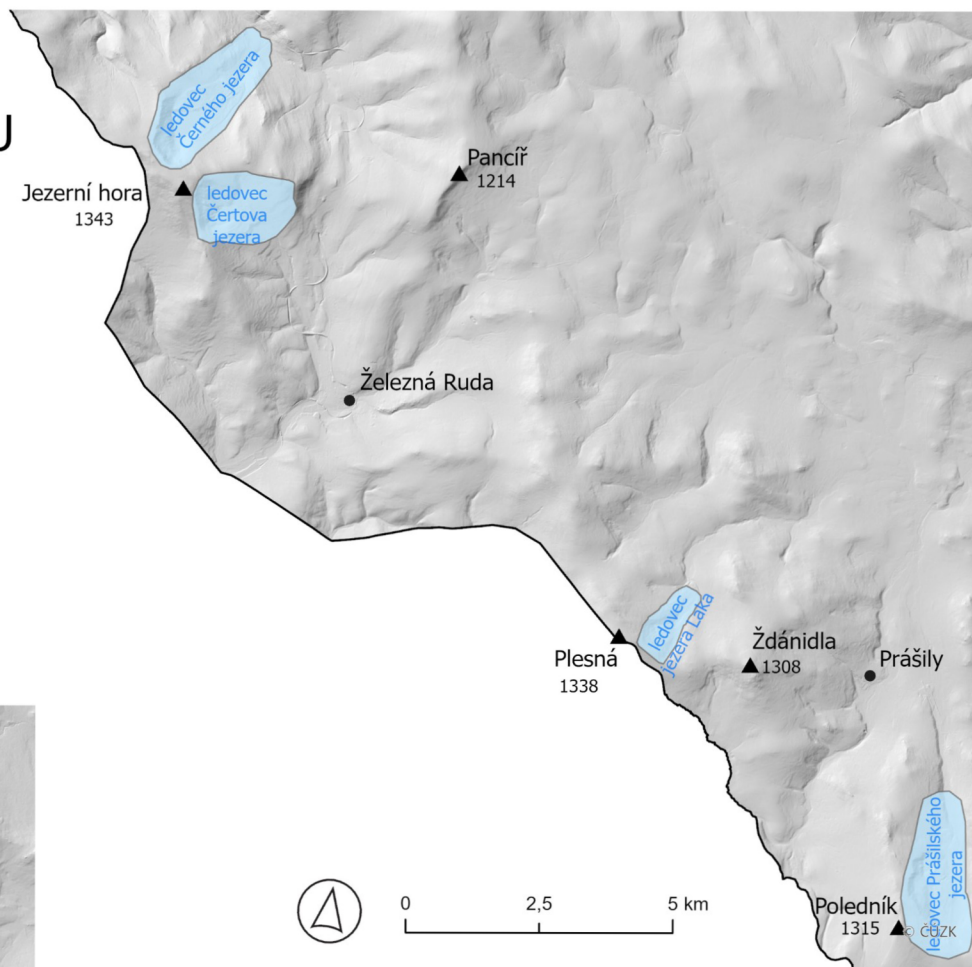 U
ledovec
Černého jezera
Pancíř
1214
Jezerní hora
1343
ledovec
Čertova
jezera
Železná Ruda
ledovec
jezera Laka
Plesná
1338
Ždánidla
1308
Prášily
ledovec Prášilského
jezera
Poledník
1315
© ČÚZK
0 2,5 5 km